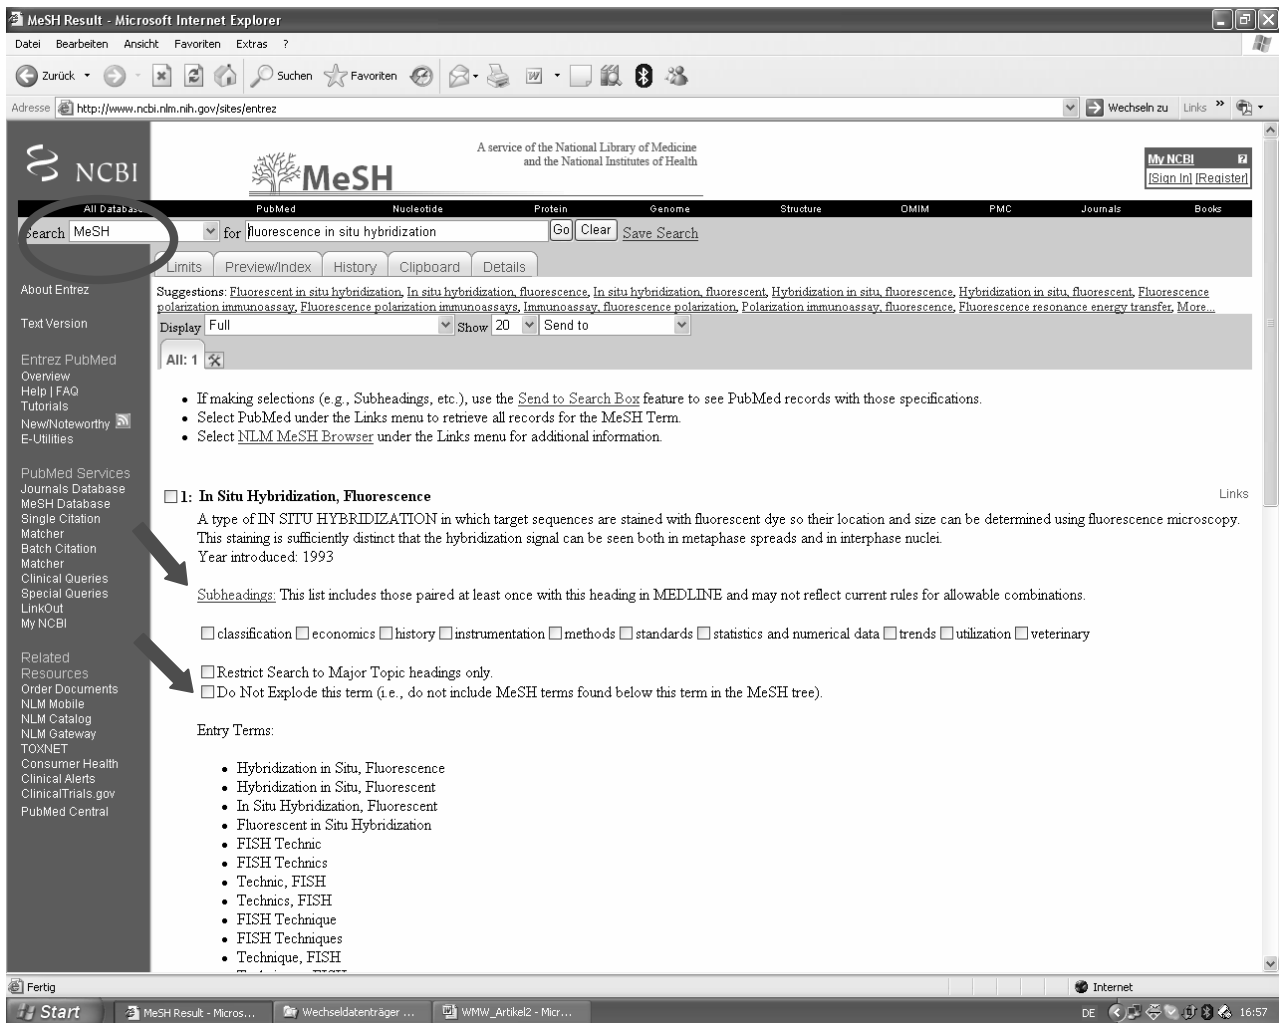 MeSH Result - Microsoft Internet Explorer
Datei Bearbeiten Ansicht Favoriten Extras ?
Zurück Suchen Favoriten
Adresse http://www.ncbi.nlm.nih.gov/sites/entrez Wechseln zu Links »
NCBI
MeSH
A service of the National Library of Medicine
and the National Institutes of Health
My NCBI ?
[Sign In] [Register]
All Databases PubMed Nucleotide Protein Genome Structure OMIM PMC Journals Books
Search MeSH for fluorescence in situ hybridization Go Clear Save Search
Limits Preview/Index History Clipboard Details
Suggestions: Fluorescent in situ hybridization, In situ hybridization, fluorescence, In situ hybridization, fluorescent, Hybridization in situ, fluorescence, Hybridization in situ, fluorescent, Fluorescence
polarization immunoassay, Fluorescence polarization immunoassays, Immunoassay, fluorescence polarization, Polarization immunoassay, fluorescence, Fluorescence resonance energy transfer, More...
Display Full Show 20 Send to
All: 1
About Entrez
Text Version
Entrez PubMed
Overview
Help | FAQ
Tutorials
New/Noteworthy
E-Utilities
PubMed Services
Journals Database
MeSH Database
Single Citation
Matcher
Batch Citation
Matcher
Clinical Queries
Special Queries
LinkOut
My NCBI
Related
Resources
Order Documents
NLM Mobile
NLM Catalog
NLM Gateway
TOXNET
Consumer Health
Clinical Alerts
ClinicalTrials.gov
PubMed Central
• If making selections (e.g., Subheadings, etc.), use the Send to Search Box feature to see PubMed records with those specifications.
• Select PubMed under the Links menu to retrieve all records for the MeSH Term.
• Select NLM MeSH Browser under the Links menu for additional information.
1: In Situ Hybridization, Fluorescence Links
A type of IN SITU HYBRIDIZATION in which target sequences are stained with fluorescent dye so their location and size can be determined using fluorescence microscopy.
This staining is sufficiently distinct that the hybridization signal can be seen both in metaphase spreads and in interphase nuclei.
Year introduced: 1993
Subheadings: This list includes those paired at least once with this heading in MEDLINE and may not reflect current rules for allowable combinations.
classification economics history instrumentation methods standards statistics and numerical data trends utilization veterinary
Restrict Search to Major Topic headings only.
Do Not Explode this term (i.e., do not include MeSH terms found below this term in the MeSH tree).
Entry Terms:
• Hybridization in Situ, Fluorescence
• Hybridization in Situ, Fluorescent
• In Situ Hybridization, Fluorescent
• Fluorescent in Situ Hybridization
• FISH Technic
• FISH Technics
• Technic, FISH
• Technics, FISH
• FISH Technique
• FISH Techniques
• Technique, FISH
Fertig Internet
Start MeSH Result - Micros... Wechseldatenträger ... WMW_Artikel2 - Micr... DE 16:57